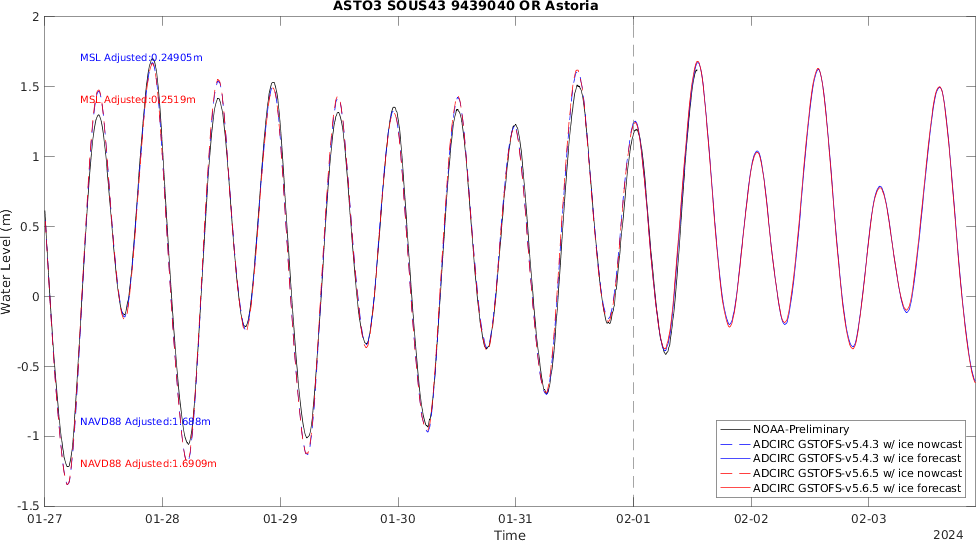 ASTO3 SOUS43 9439040 OR Astoria
2
1.5
1
0.5
0
-0.5
-1
-1.5
Water Level (m)
MSL Adjusted:0.24905m
MSL Adjusted:0.2519m
NAVD88 Adjusted:1.688m
NAVD88 Adjusted:1.6909m
NOAA-Preliminary
ADCIRC GSTOFS-v5.4.3 w/ ice nowcast
ADCIRC GSTOFS-v5.4.3 w/ ice forecast
ADCIRC GSTOFS-v5.6.5 w/ ice nowcast
ADCIRC GSTOFS-v5.6.5 w/ ice forecast
01-27 01-28 01-29 01-30 01-31 02-01 02-02 02-03
Time
2024